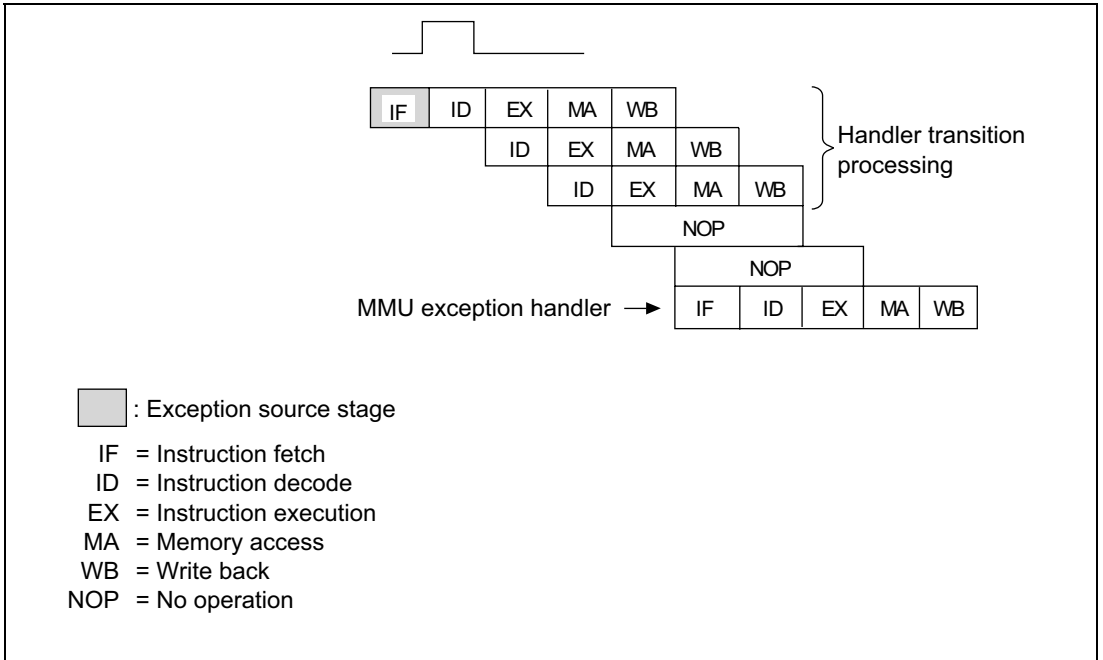 IF ID EX MA WB
ID EX MA WB
ID EX MA WB
Handler transition
processing
NOP
NOP
MMU exception handler
IF ID EX MA WB
: Exception source stage
IF = Instruction fetch
ID = Instruction decode
EX = Instruction execution
MA = Memory access
WB = Write back
NOP = No operation